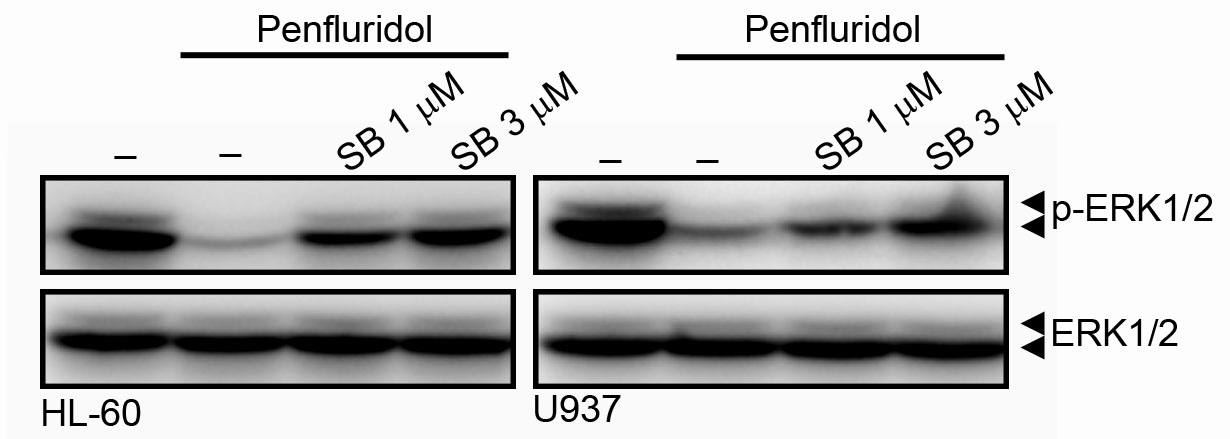 Penfluridol Penfluridol
– – SB 1 μM SB 3 μM – – SB 1 μM SB 3 μM
p-ERK1/2
ERK1/2
HL-60 U937